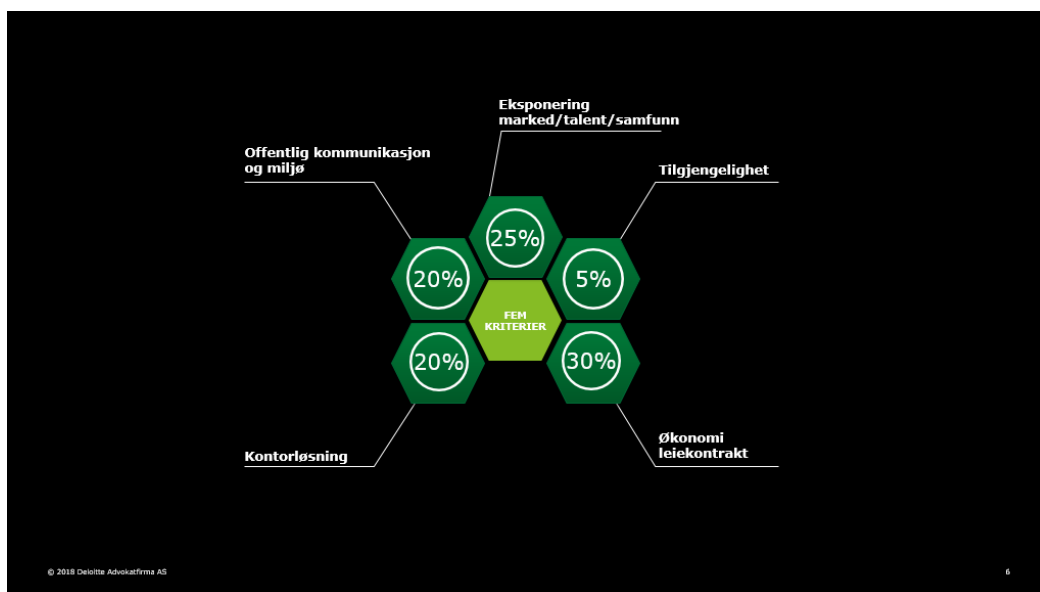 Eksponering
marked/talent/samfunn
Offentlig kommunikasjon
og miljø
Tilgjengelighet
25%
20%
5%
FEM
KRITERIER
20%
30%
Kontorløsning
Økonomi
leiekontrakt
© 2018 Deloitte Advokatfirma AS
6